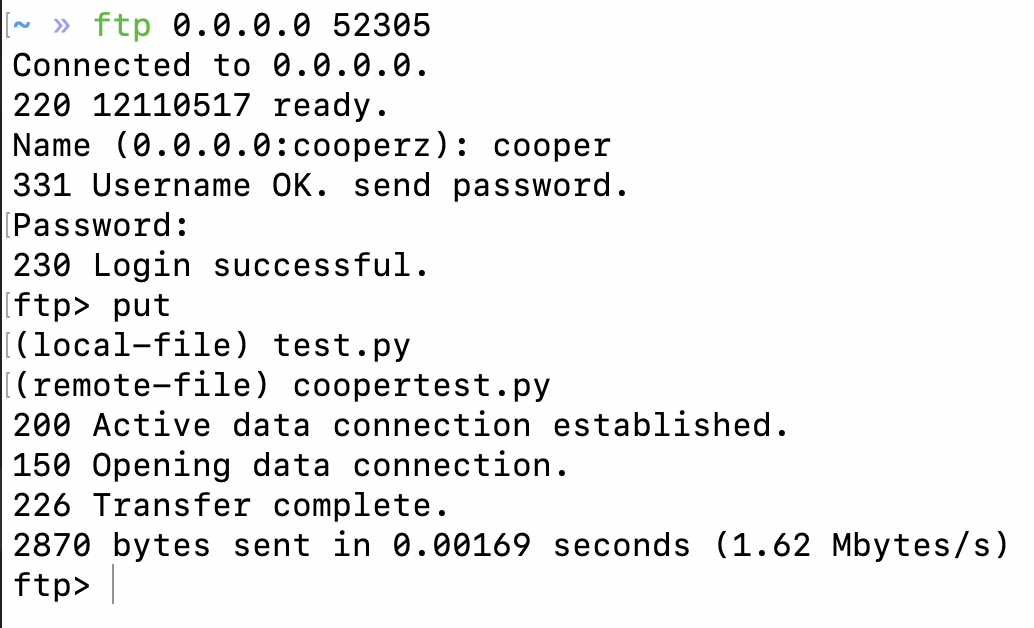 [~ » ftp 0.0.0.0 52305
Connected to 0.0.0.0.
220 12110517 ready.
Name (0.0.0.0:cooperz): cooper
331 Username OK. send password.
[Password:
230 Login successful.
[ftp> put
[(local-file) test.py
[(remote-file) coopertest.py
200 Active data connection established.
150 Opening data connection.
226 Transfer complete.
2870 bytes sent in 0.00169 seconds (1.62 Mbytes/s)
ftp>